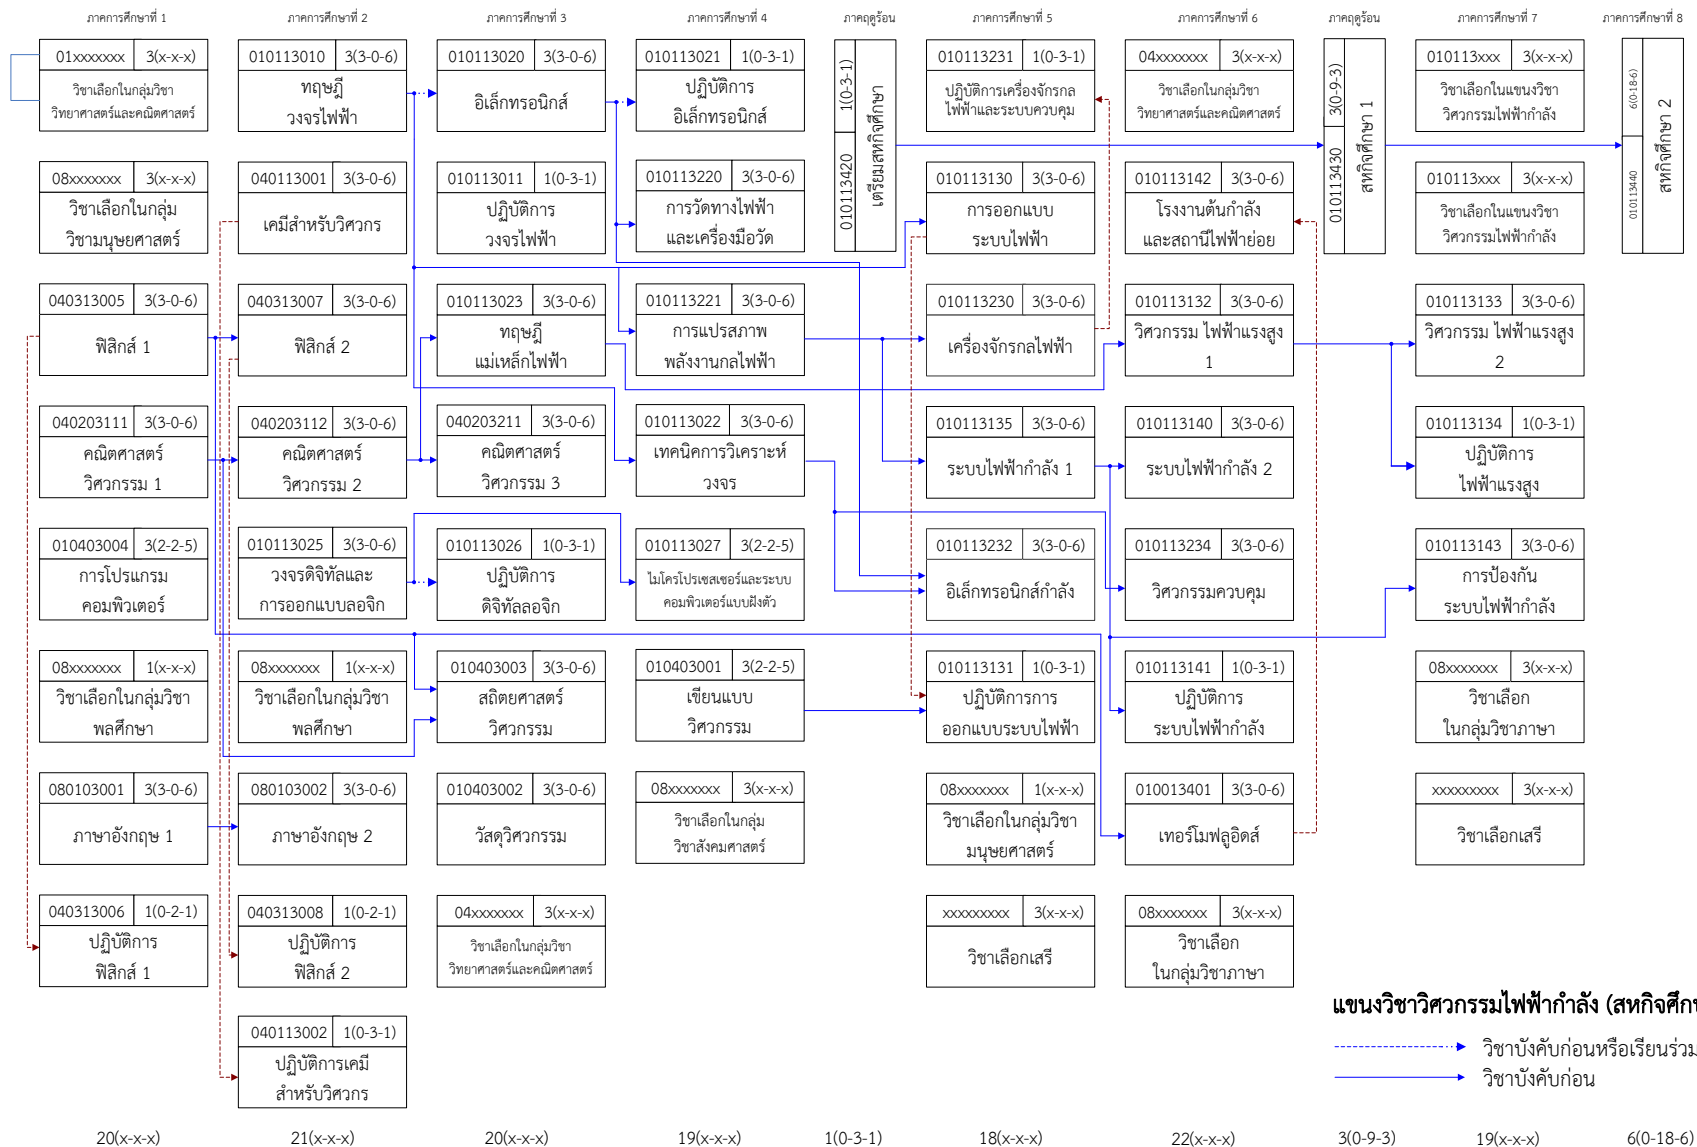 ภาคการศึกษาที่ 1
ภาคการศึกษาที่ 2
ภาคการศึกษาที่ 3
ภาคการศึกษาที่ 4
ภาคฤดูร้อน
ภาคการศึกษาที่ 5
ภาคการศึกษาที่ 6
ภาคฤดูร้อน
ภาคการศึกษาที่ 7
ภาคการศึกษาที่ 8
01xxxxxxx 3(x-x-x)
วิชาเลือกในกลุ่มวิชา
วิทยาศาสตร์และคณิตศาสตร์
08xxxxxxx 3(x-x-x)
วิชาเลือกในกลุ่ม
วิชามนุษยศาสตร์
040313005 3(3-0-6)
ฟิสิกส์ 1
040203111 3(3-0-6)
คณิตศาสตร์
วิศวกรรม 1
010403004 3(2-2-5)
การโปรแกรม
คอมพิวเตอร์
08xxxxxxx 1(x-x-x)
วิชาเลือกในกลุ่มวิชา
พลศึกษา
080103001 3(3-0-6)
ภาษาอังกฤษ 1
040313006 1(0-2-1)
ปฏิบัติการ
ฟิสิกส์ 1
20(x-x-x)
010113010 3(3-0-6)
ทฤษฎี
วงจรไฟฟ้า
040113001 3(3-0-6)
เคมีสำหรับวิศวกร
040313007 3(3-0-6)
ฟิสิกส์ 2
040203112 3(3-0-6)
คณิตศาสตร์
วิศวกรรม 2
010113025 3(3-0-6)
วงจรดิจิทัลและ
การออกแบบลอจิก
08xxxxxxx 1(x-x-x)
วิชาเลือกในกลุ่มวิชา
พลศึกษา
080103002 3(3-0-6)
ภาษาอังกฤษ 2
040313008 1(0-2-1)
ปฏิบัติการ
ฟิสิกส์ 2
040113002 1(0-3-1)
ปฏิบัติการเคมี
สำหรับวิศวกร
21(x-x-x)
010113020 3(3-0-6)
อิเล็กทรอนิกส์
010113011 1(0-3-1)
ปฏิบัติการ
วงจรไฟฟ้า
010113023 3(3-0-6)
ทฤษฎี
แม่เหล็กไฟฟ้า
040203211 3(3-0-6)
คณิตศาสตร์
วิศวกรรม 3
010113026 1(0-3-1)
ปฏิบัติการ
ดิจิทัลลอจิก
010403003 3(3-0-6)
สถิตยศาสตร์
วิศวกรรม
010403002 3(3-0-6)
วัสดุวิศวกรรม
04xxxxxxx 3(x-x-x)
วิชาเลือกในกลุ่มวิชา
วิทยาศาสตร์และคณิตศาสตร์
20(x-x-x)
010113021 1(0-3-1)
ปฏิบัติการ
อิเล็กทรอนิกส์
010113220 3(3-0-6)
การวัดทางไฟฟ้า
และเครื่องมือวัด
010113221 3(3-0-6)
การแปรสภาพ
พลังงานกลไฟฟ้า
010113022 3(3-0-6)
เทคนิคการวิเคราะห์
วงจร
010113027 3(2-2-5)
ไมโครโปรเซสเซอร์และระบบ
คอมพิวเตอร์แบบฝังตัว
010403001 3(2-2-5)
เขียนแบบ
วิศวกรรม
08xxxxxxx 3(x-x-x)
วิชาเลือกในกลุ่ม
วิชาสังคมศาสตร์
19(x-x-x)
010113420 1(0-3-1)
เตรียมสหกิจศึกษา
1(0-3-1)
010113231 1(0-3-1)
ปฏิบัติการเครื่องจักรกล
ไฟฟ้าและระบบควบคุม
010113130 3(3-0-6)
การออกแบบ
ระบบไฟฟ้า
010113230 3(3-0-6)
เครื่องจักรกลไฟฟ้า
010113135 3(3-0-6)
ระบบไฟฟ้ากำลัง 1
010113232 3(3-0-6)
อิเล็กทรอนิกส์กำลัง
010113131 1(0-3-1)
ปฏิบัติการการ
ออกแบบระบบไฟฟ้า
08xxxxxxx 1(x-x-x)
วิชาเลือกในกลุ่มวิชา
มนุษยศาสตร์
xxxxxxxxx 3(x-x-x)
วิชาเลือกเสรี
18(x-x-x)
04xxxxxxx 3(x-x-x)
วิชาเลือกในกลุ่มวิชา
วิทยาศาสตร์และคณิตศาสตร์
010113142 3(3-0-6)
โรงงานต้นกำลัง
และสถานีไฟฟ้าย่อย
010113132 3(3-0-6)
วิศวกรรม ไฟฟ้าแรงสูง
1
010113140 3(3-0-6)
ระบบไฟฟ้ากำลัง 2
010113234 3(3-0-6)
วิศวกรรมควบคุม
010113141 1(0-3-1)
ปฏิบัติการ
ระบบไฟฟ้ากำลัง
010013401 3(3-0-6)
เทอร์โมฟลูอิดส์
08xxxxxxx 3(x-x-x)
วิชาเลือก
ในกลุ่มวิชาภาษา
22(x-x-x)
010113430 3(0-9-3)
สหกิจศึกษา 1
3(0-9-3)
010113xxx 3(x-x-x)
วิชาเลือกในแขนงวิชา
วิศวกรรมไฟฟ้ากำลัง
010113xxx 3(x-x-x)
วิชาเลือกในแขนงวิชา
วิศวกรรมไฟฟ้ากำลัง
010113133 3(3-0-6)
วิศวกรรม ไฟฟ้าแรงสูง
2
010113134 1(0-3-1)
ปฏิบัติการ
ไฟฟ้าแรงสูง
010113143 3(3-0-6)
การป้องกัน
ระบบไฟฟ้ากำลัง
08xxxxxxx 3(x-x-x)
วิชาเลือก
ในกลุ่มวิชาภาษา
xxxxxxxxx 3(x-x-x)
วิชาเลือกเสรี
19(x-x-x)
010113440 6(0-18-6)
สหกิจศึกษา 2
6(0-18-6)
แขนงวิชาวิศวกรรมไฟฟ้ากำลัง (สหกิจศึกษ
วิชาบังคับก่อนหรือเรียนร่วม
วิชาบังคับก่อน